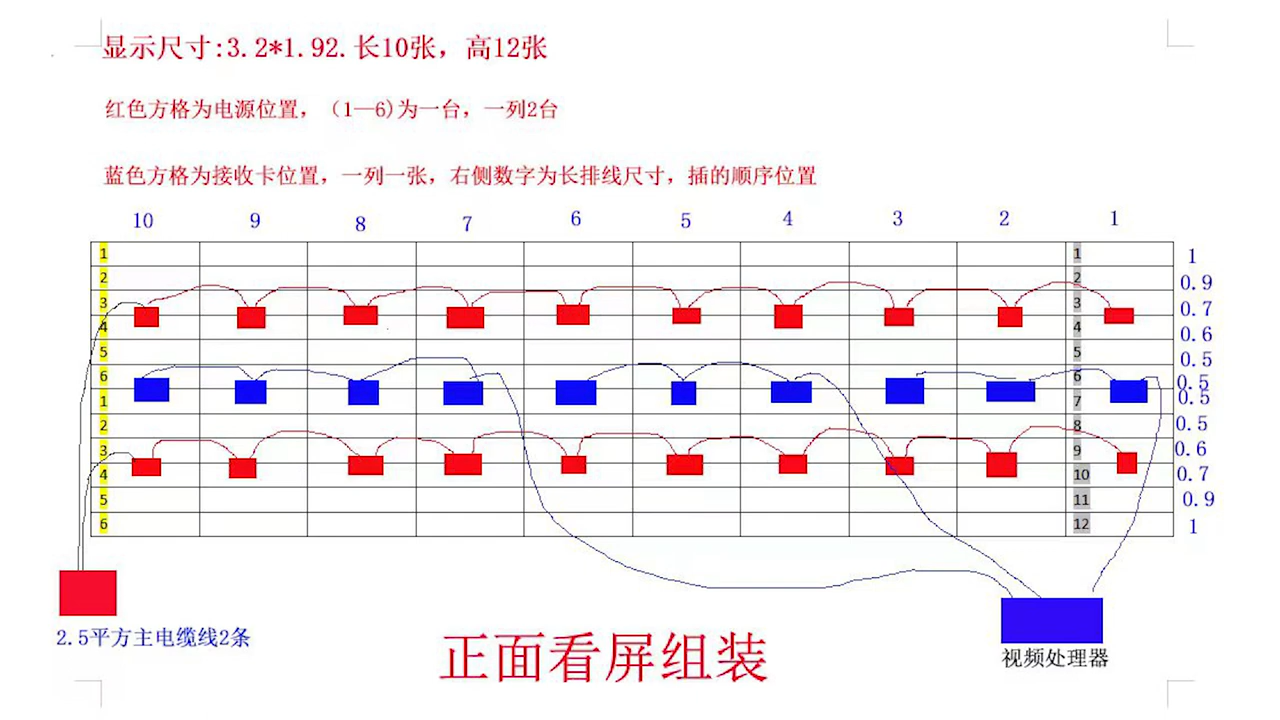 显示尺寸:3.2*1.92.长10张，高12张
红色方格为电源位置，（1—6)为一台，一列2台
蓝色方格为接收卡位置，一列一张，右侧数字为长排线尺寸，插的顺序位置
10 9 8 7 6 5 4 3 2 1
1 1 1
2 2 0.9
3 3 0.7
4 4 0.6
5 5 0.5
6 6 0.5
1 7 0.5
2 8 0.5
3 9 0.6
4 10 0.7
5 11 0.9
6 12 1
2.5平方主电缆线2条
正面看屏组装
视频处理器